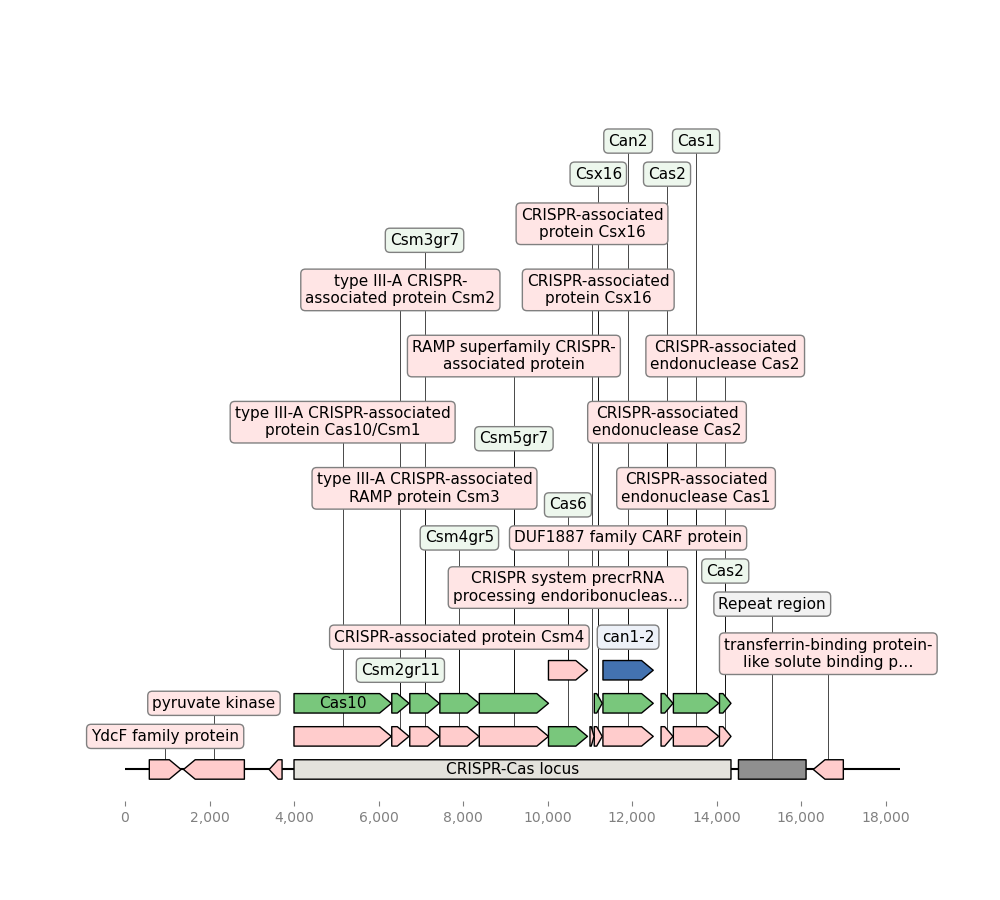 Can2
Cas1
Csx16
Cas2
CRISPR-associated
protein Csx16
Csm3gr7
type III-A CRISPR-
associated protein Csm2
CRISPR-associated
protein Csx16
RAMP superfamily CRISPR-
associated protein
CRISPR-associated
endonuclease Cas2
type III-A CRISPR-associated
protein Cas10/Csm1
CRISPR-associated
endonuclease Cas2
Csm5gr7
type III-A CRISPR-associated
RAMP protein Csm3
CRISPR-associated
endonuclease Cas1
Cas6
Csm4gr5
DUF1887 family CARF protein
Cas2
CRISPR system precrRNA
processing endoribonucleas...
Repeat region
CRISPR-associated protein Csm4
can1-2
transferrin-binding protein-
like solute binding p...
Csm2gr11
pyruvate kinase
Cas10
YdcF family protein
CRISPR-Cas locus
0 2,000 4,000 6,000 8,000 10,000 12,000 14,000 16,000 18,000